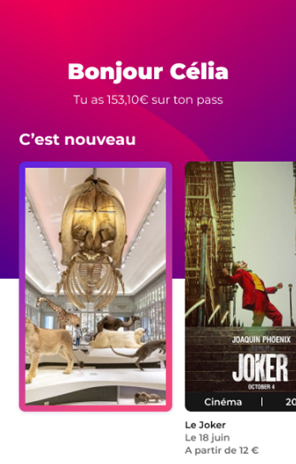 Bonjour Célia
Tu as 153,10€ sur ton pass
C'est nouveau
JOAQUIN PHOENIX
JOKER
OCTOBER 4
Cinéma | 20
Le Joker
Le 18 juin
A partir de 12 €